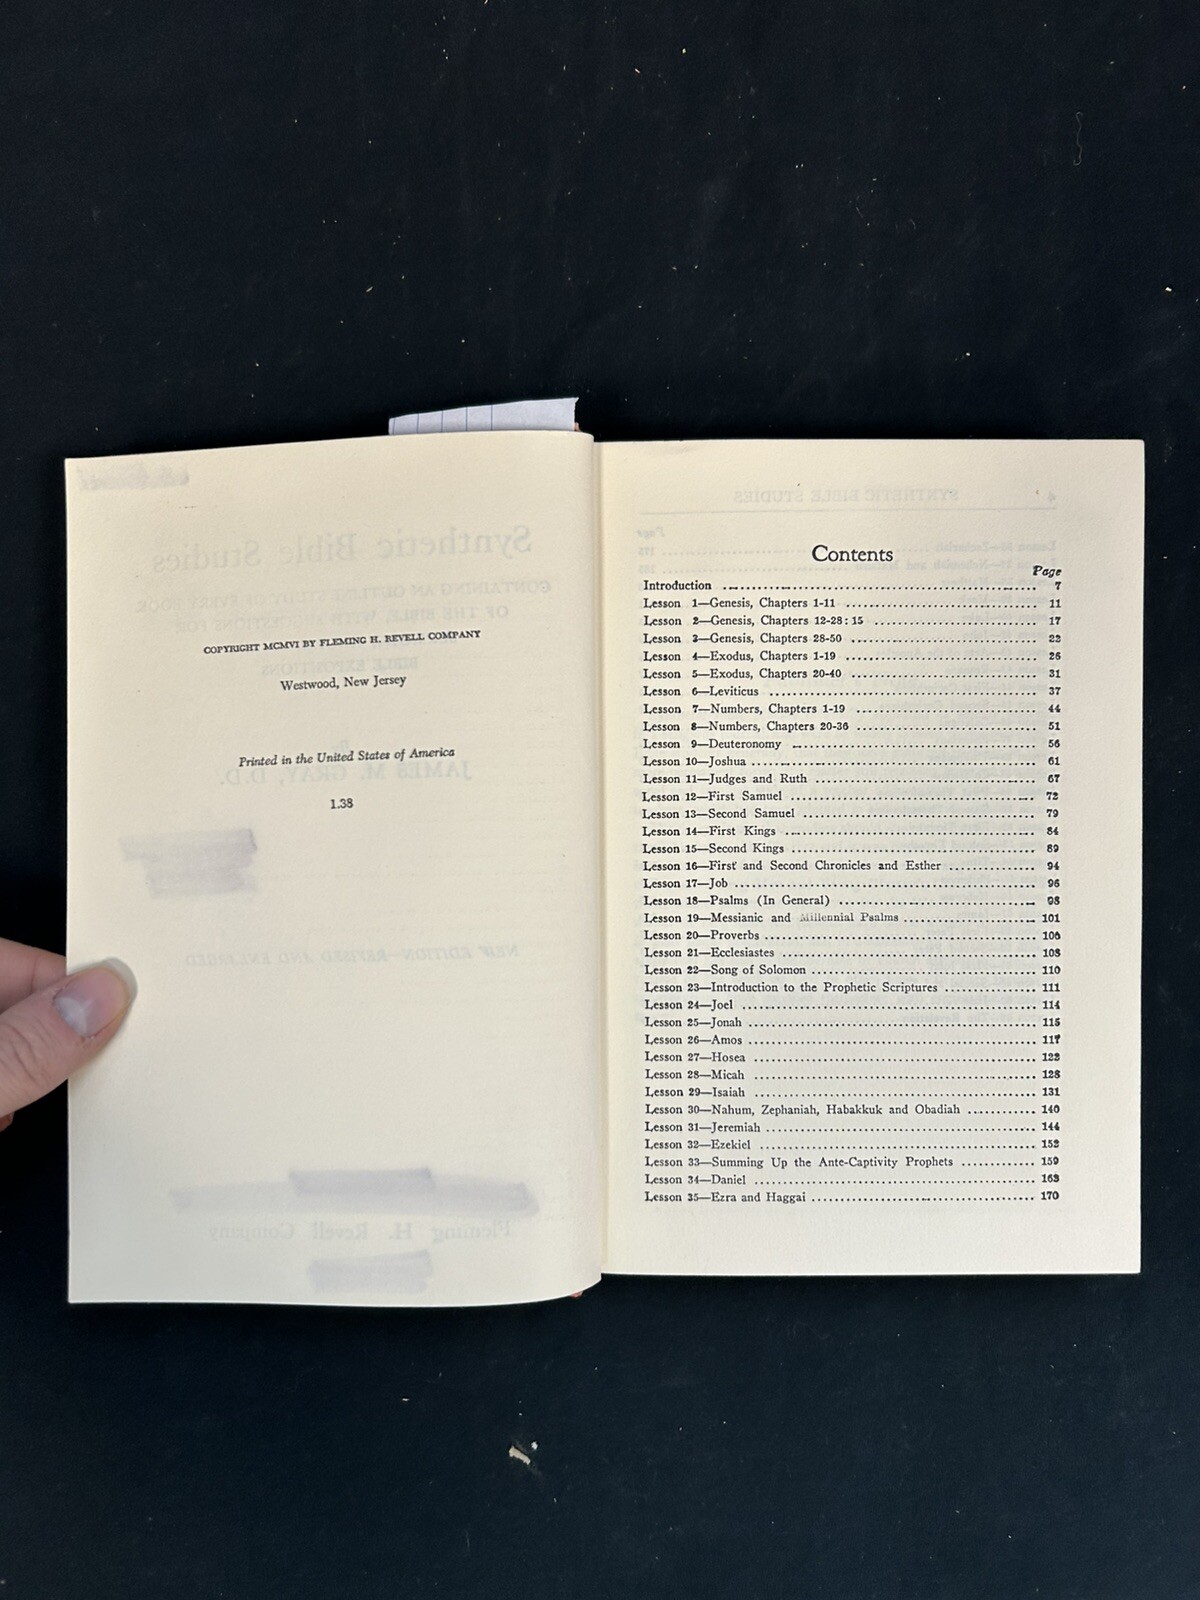 COPYRIGHT MCMVI BY FLEMING H. REVELL COMPANY
Westwood, New Jersey
Printed in the United States of America
1.38
Contents
Page
Introduction ........ 7
Lesson 1—Genesis, Chapters 1-11 ........ 11
Lesson 2—Genesis, Chapters 12-28:15 ........ 17
Lesson 3—Genesis, Chapters 28-50 ........ 22
Lesson 4—Exodus, Chapters 1-19 ........ 26
Lesson 5—Exodus, Chapters 20-40 ........ 31
Lesson 6—Leviticus ........ 37
Lesson 7—Numbers, Chapters 1-19 ........ 44
Lesson 8—Numbers, Chapters 20-36 ........ 51
Lesson 9—Deuteronomy ........ 56
Lesson 10—Joshua ........ 61
Lesson 11—Judges and Ruth ........ 67
Lesson 12—First Samuel ........ 72
Lesson 13—Second Samuel ........ 79
Lesson 14—First Kings ........ 84
Lesson 15—Second Kings ........ 89
Lesson 16—First and Second Chronicles and Esther ........ 94
Lesson 17—Job ........ 96
Lesson 18—Psalms (In General) ........ 98
Lesson 19—Messianic and Millennial Psalms ........ 101
Lesson 20—Proverbs ........ 106
Lesson 21—Ecclesiastes ........ 108
Lesson 22—Song of Solomon ........ 110
Lesson 23—Introduction to the Prophetic Scriptures ........ 111
Lesson 24—Joel ........ 114
Lesson 25—Jonah ........ 115
Lesson 26—Amos ........ 117
Lesson 27—Hosea ........ 122
Lesson 28—Micah ........ 128
Lesson 29—Isaiah ........ 131
Lesson 30—Nahum, Zephaniah, Habakkuk and Obadiah ........ 140
Lesson 31—Jeremiah ........ 144
Lesson 32—Ezekiel ........ 152
Lesson 33—Summing Up the Ante-Captivity Prophets ........ 159
Lesson 34—Daniel ........ 163
Lesson 35—Ezra and Haggai ........ 170